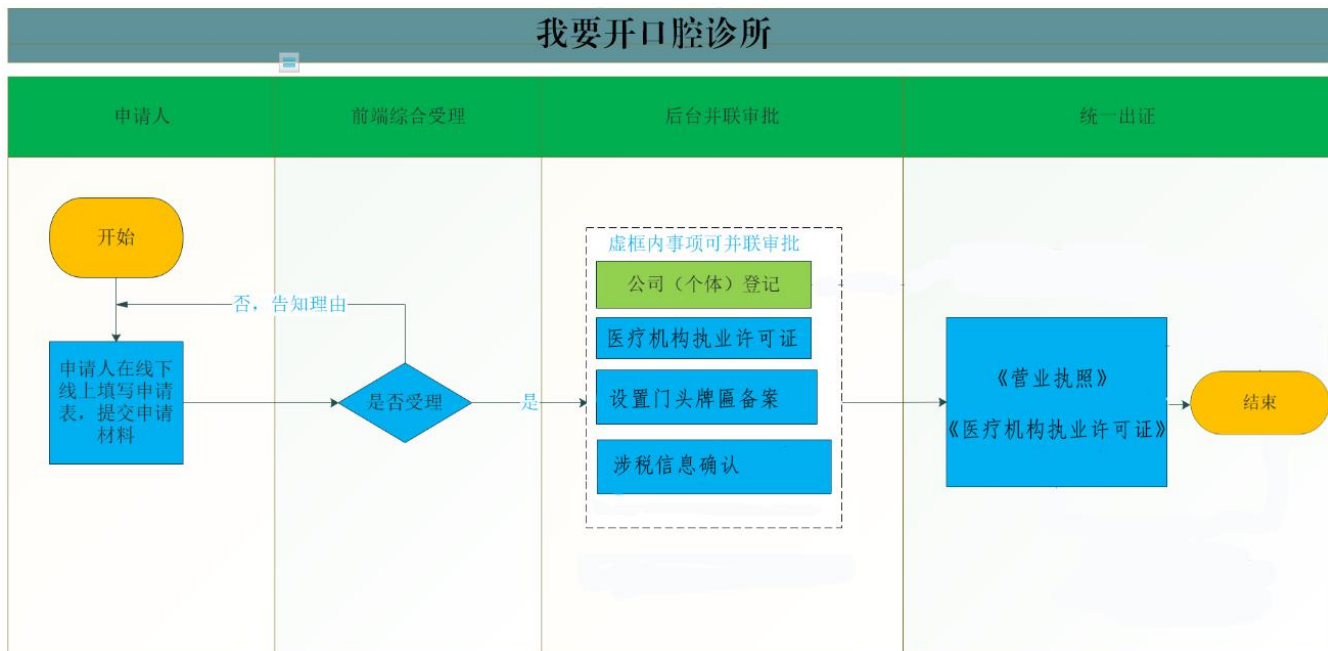 我要开口腔诊所
申请人
前端综合受理
后台并联审批
统一出证
开始
否，告知理由
申请人在线下
线上填写申请
表，提交申请
材料
是否受理
是
虚框内事项可并联审批
公司（个体）登记
医疗机构执业许可证
设置门头牌匾备案
涉税信息确认
《营业执照》
《医疗机构执业许可证》
结束